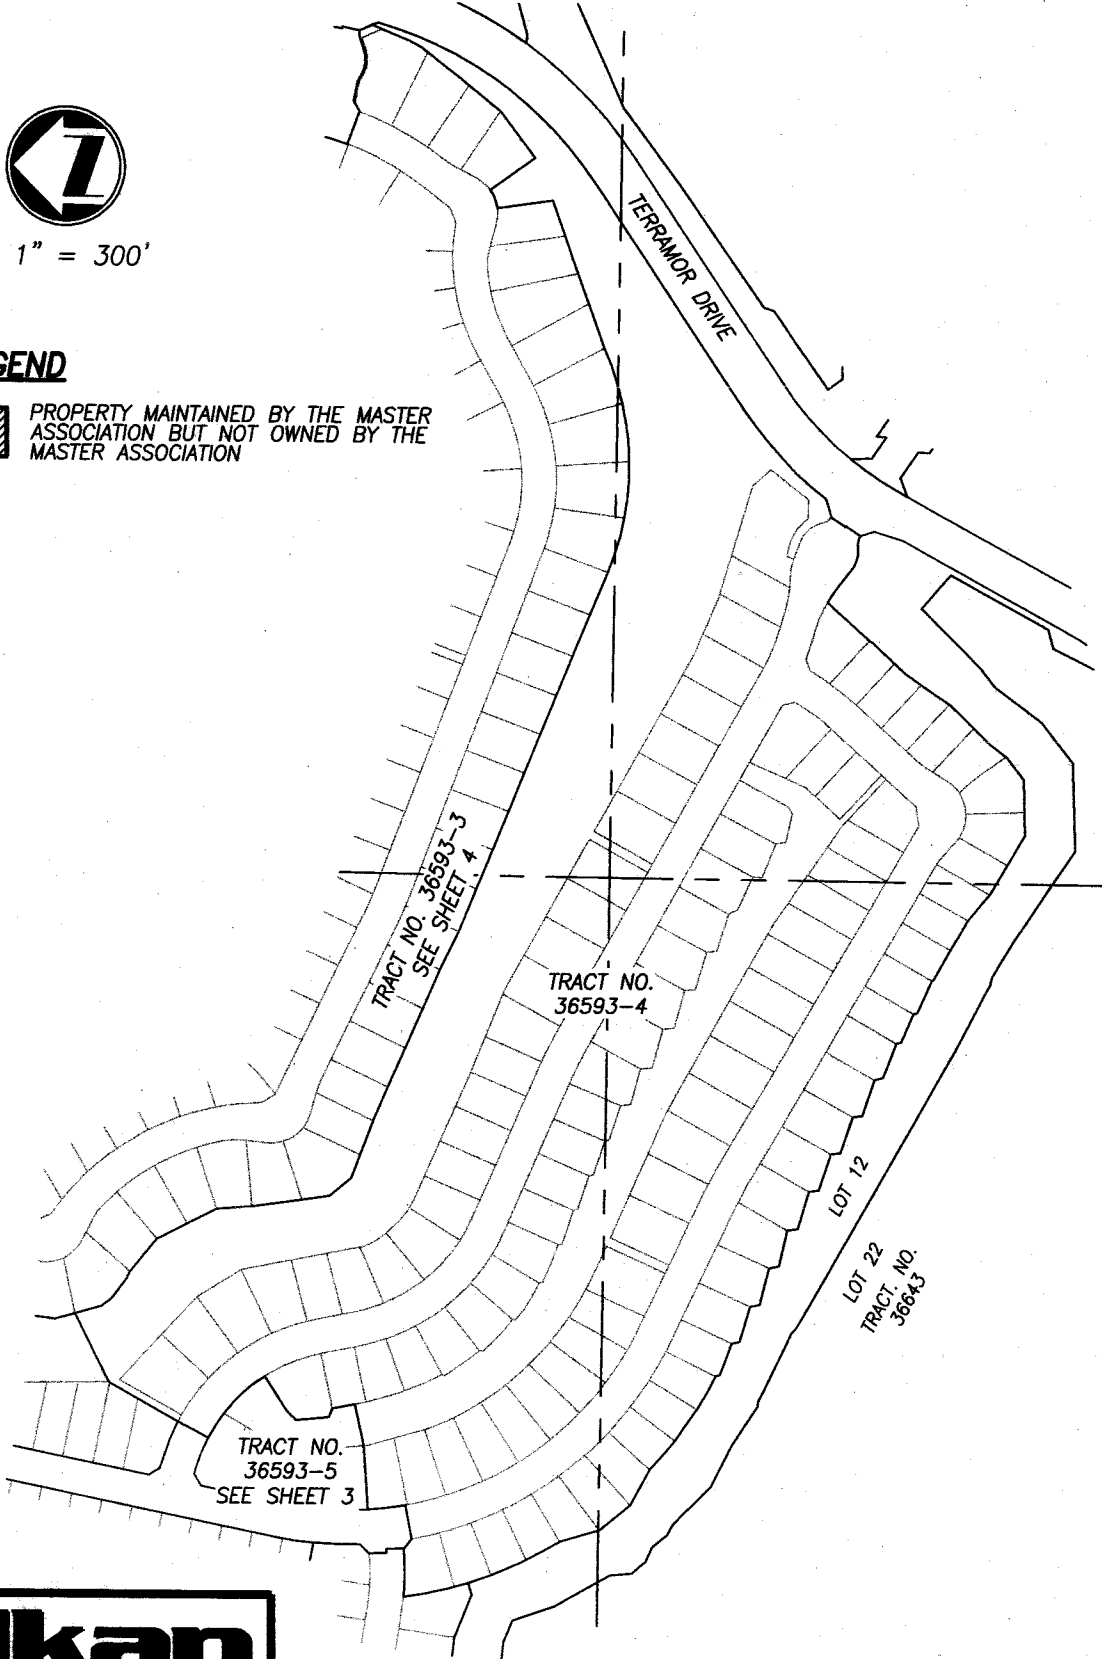 1" = 300'
GEND
PROPERTY MAINTAINED BY THE MASTER
ASSOCIATION BUT NOT OWNED BY THE
MASTER ASSOCIATION
TERRAMOR DRIVE
TRACT NO. 36593-3
SEE SHEET 4
TRACT NO.
36593-4
LOT 12
LOT 22
TRACT. NO.
36643
TRACT NO.
36593-5
SEE SHEET 3
lkan